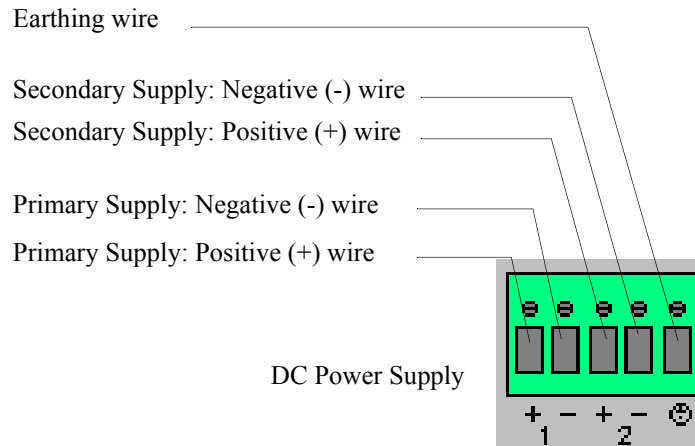 Earthing wire
Secondary Supply: Negative (-) wire
Secondary Supply: Positive (+) wire
Primary Supply: Negative (-) wire
Primary Supply: Positive (+) wire
DC Power Supply
+ − + −
1 2